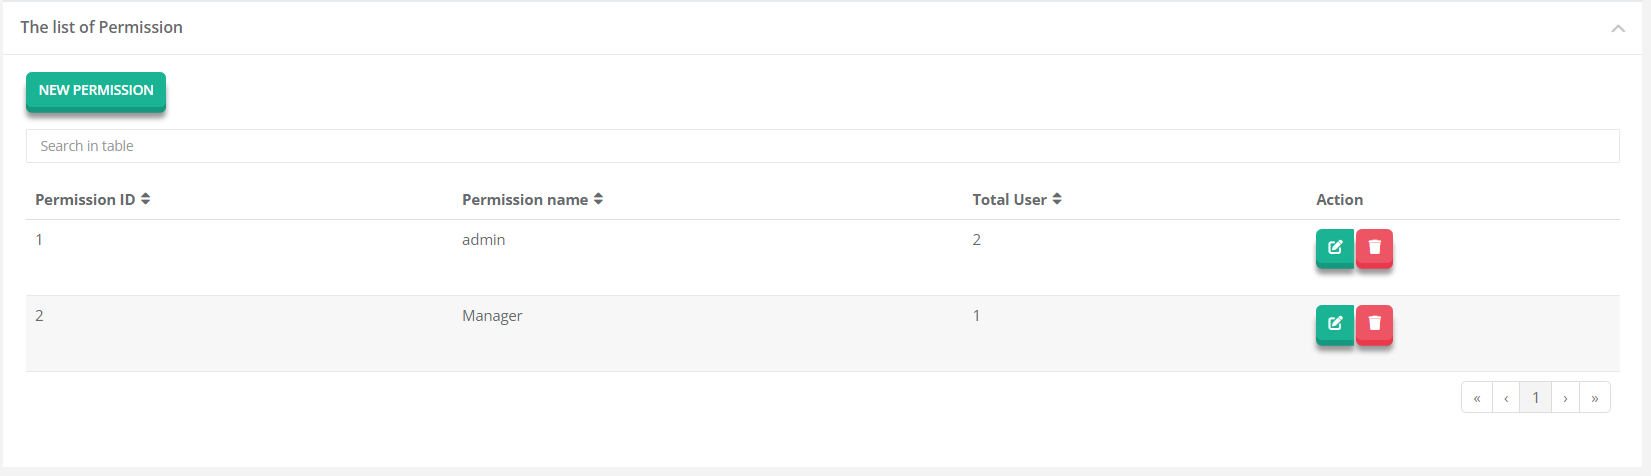 The list of Permission
NEW PERMISSION
Search in table
Permission ID Permission name Total User Action
1 admin 2
2 Manager 1
« ‹ 1 › »